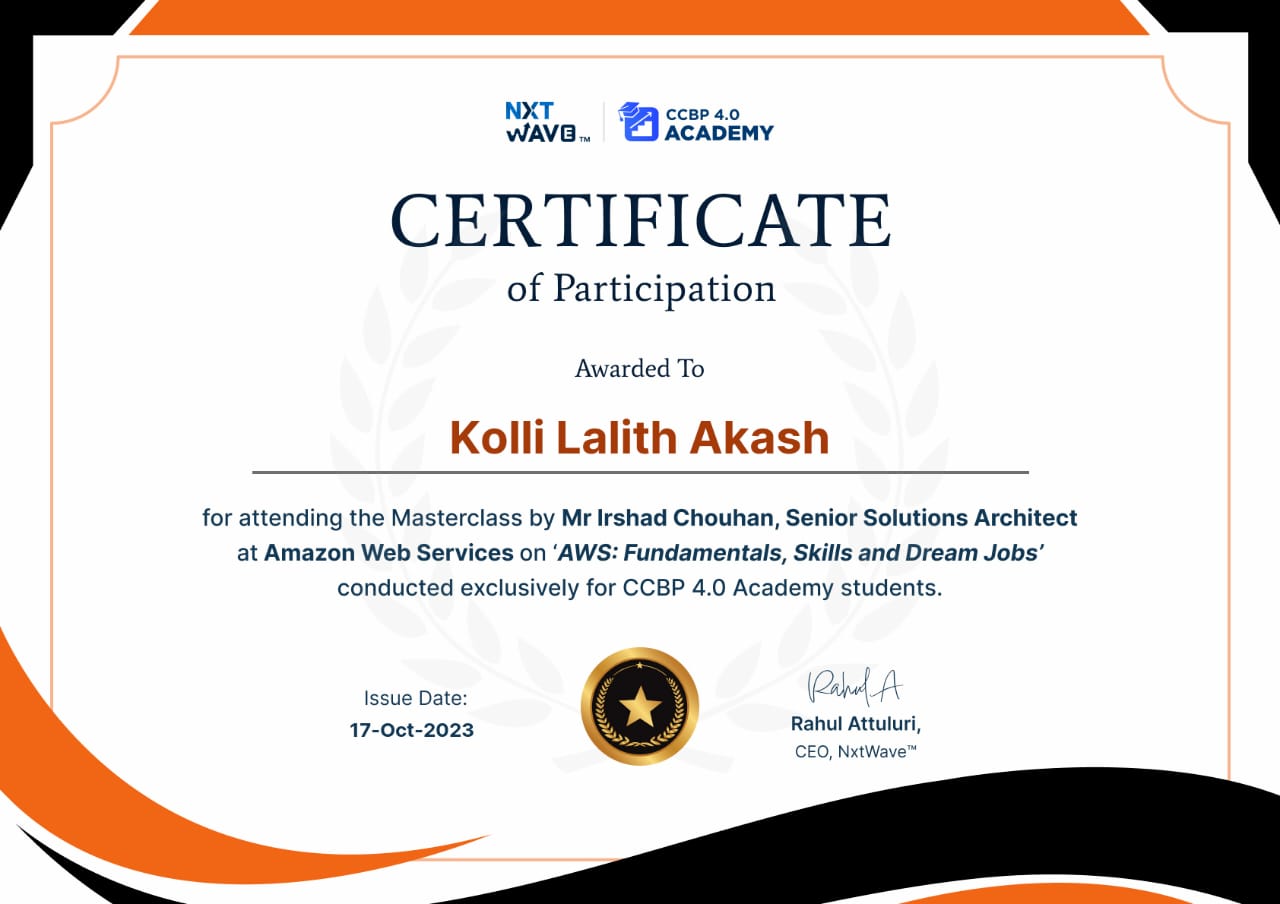 NXT
WAVE™
CCBP 4.0
ACADEMY
CERTIFICATE
of Participation
Awarded To
Kolli Lalith Akash
for attending the Masterclass by Mr Irshad Chouhan, Senior Solutions Architect
at Amazon Web Services on ‘AWS: Fundamentals, Skills and Dream Jobs’
conducted exclusively for CCBP 4.0 Academy students.
Issue Date:
17-Oct-2023
Rahul A
Rahul Attuluri,
CEO, NxtWave™